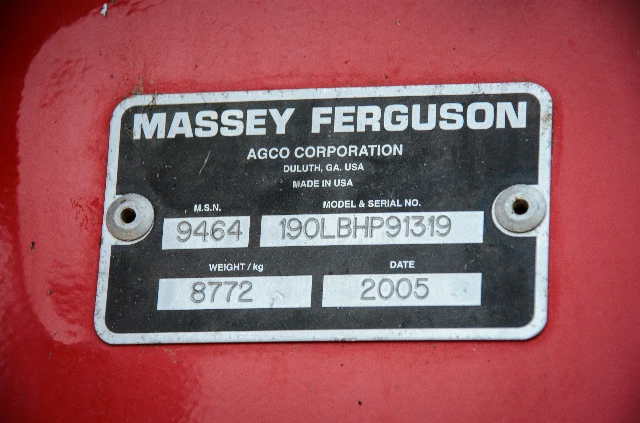 MASSEY FERGUSON
AGCO CORPORATION
DULUTH, GA. USA
MADE IN USA
M.S.N. MODEL & SERIAL NO.
9464 190LBHP91319
WEIGHT / kg DATE
8772 2005